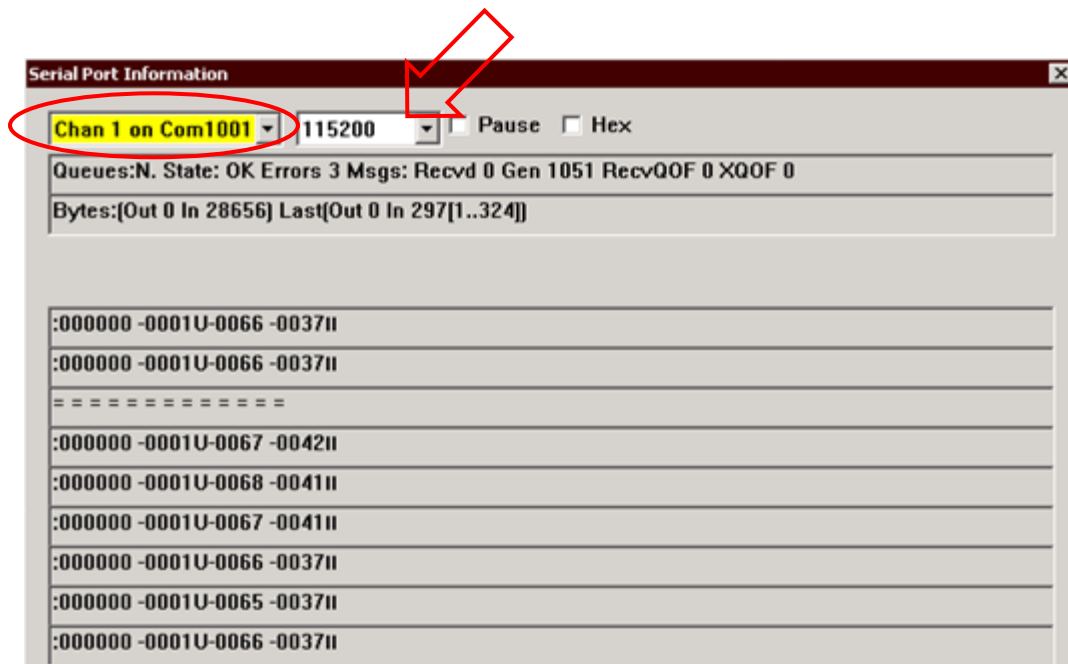 Serial Port Information
Chan 1 on Com1001 115200 Pause Hex
Queues:N. State: OK Errors 3 Msgs: Recvd 0 Gen 1051 RecvQOF 0 XQOF 0
Bytes:(Out 0 In 28656) Last(Out 0 In 297[1..324])
:000000 -0001U-0066 -0037II
:000000 -0001U-0066 -0037II
= = = = = = = = = = = = =
:000000 -0001U-0067 -0042II
:000000 -0001U-0068 -0041II
:000000 -0001U-0067 -0041II
:000000 -0001U-0066 -0037II
:000000 -0001U-0065 -0037II
:000000 -0001U-0066 -0037II